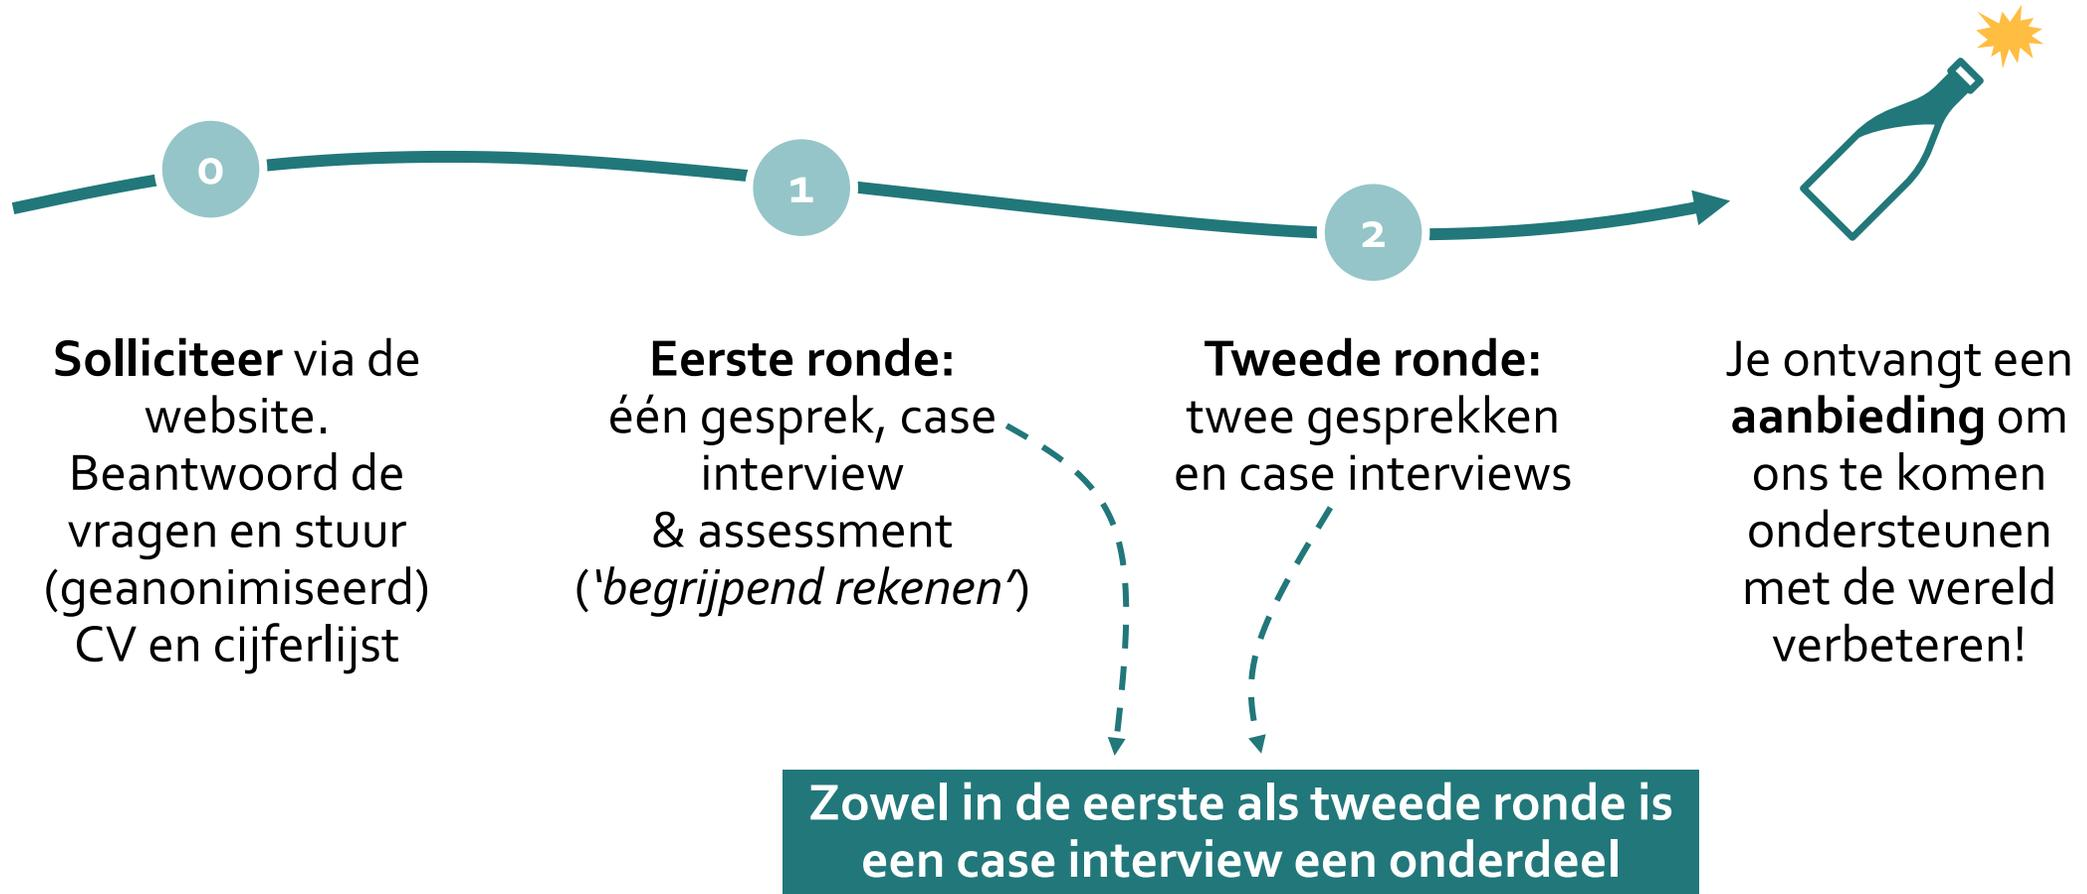 0
1
2
Solliciteer via de
website.
Beantwoord de
vragen en stuur
(geanonimiseerd)
CV en cijferlijst
Eerste ronde:
één gesprek, case
interview
& assessment
(‘begrijpend rekenen’)
Tweede ronde:
twee gesprekken
en case interviews
Je ontvangt een
aanbieding om
ons te komen
ondersteunen
met de wereld
verbeteren!
Zowel in de eerste als tweede ronde is
een case interview een onderdeel